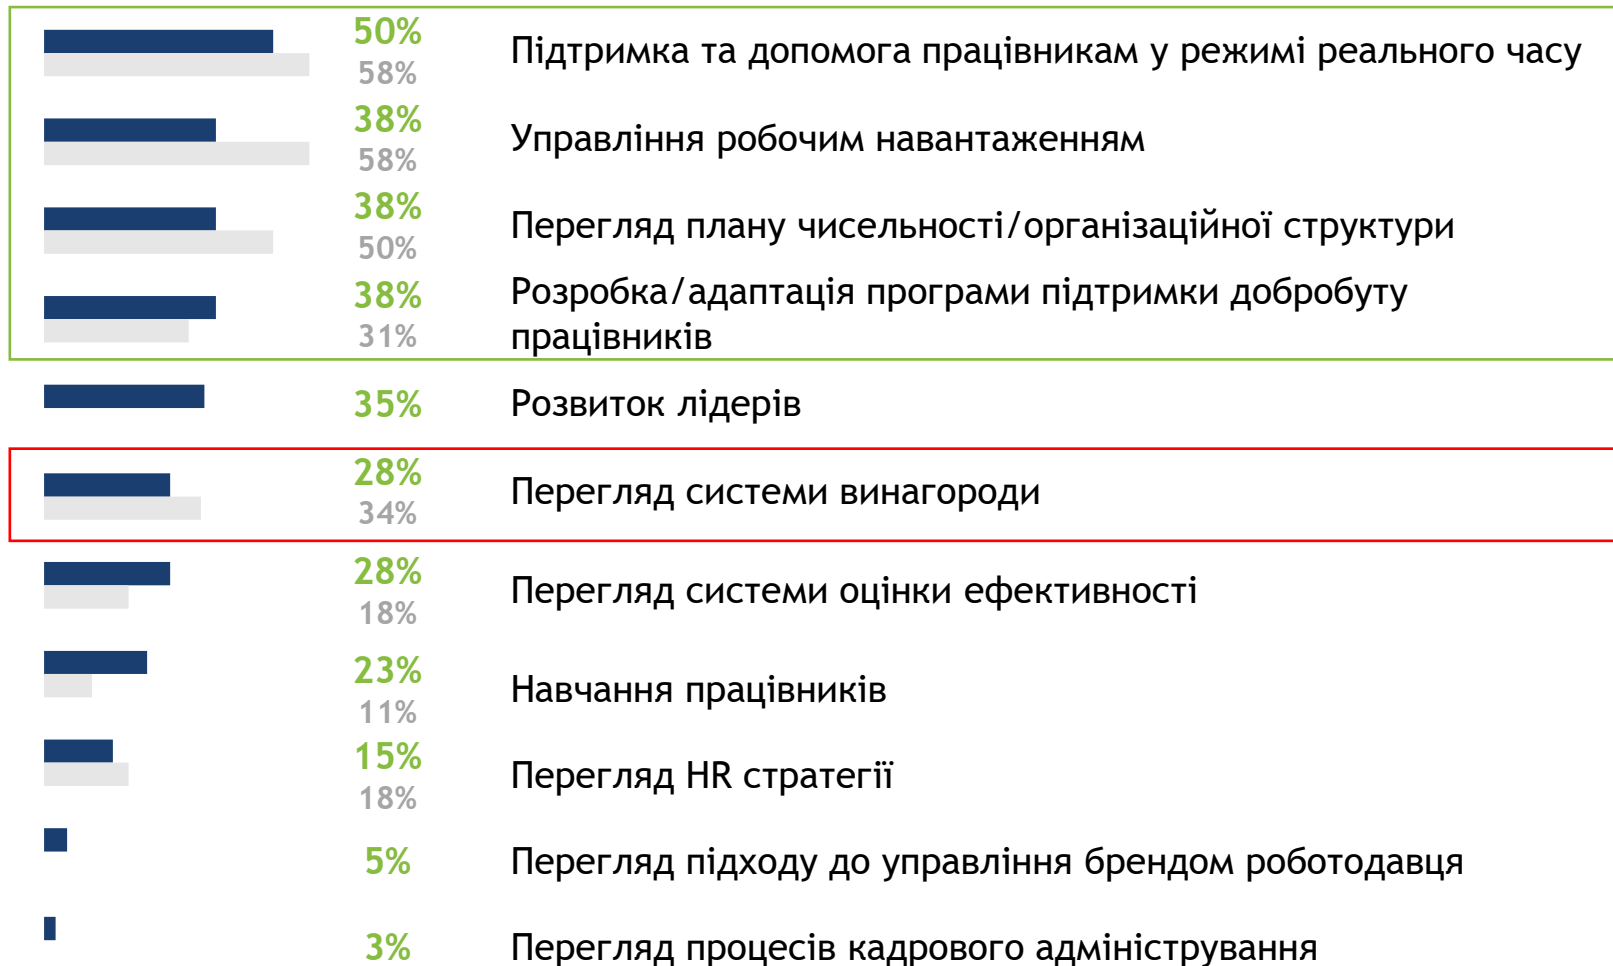 50%
58%
Підтримка та допомога працівникам у режимі реального часу
38%
58%
Управління робочим навантаженням
38%
50%
Перегляд плану чисельності/організаційної структури
38%
31%
Розробка/адаптація програми підтримки добробуту
працівників
35%
Розвиток лідерів
28%
34%
Перегляд системи винагороди
28%
18%
Перегляд системи оцінки ефективності
23%
11%
Навчання працівників
15%
18%
Перегляд HR стратегії
5%
Перегляд підходу до управління брендом роботодавця
3%
Перегляд процесів кадрового адміністрування